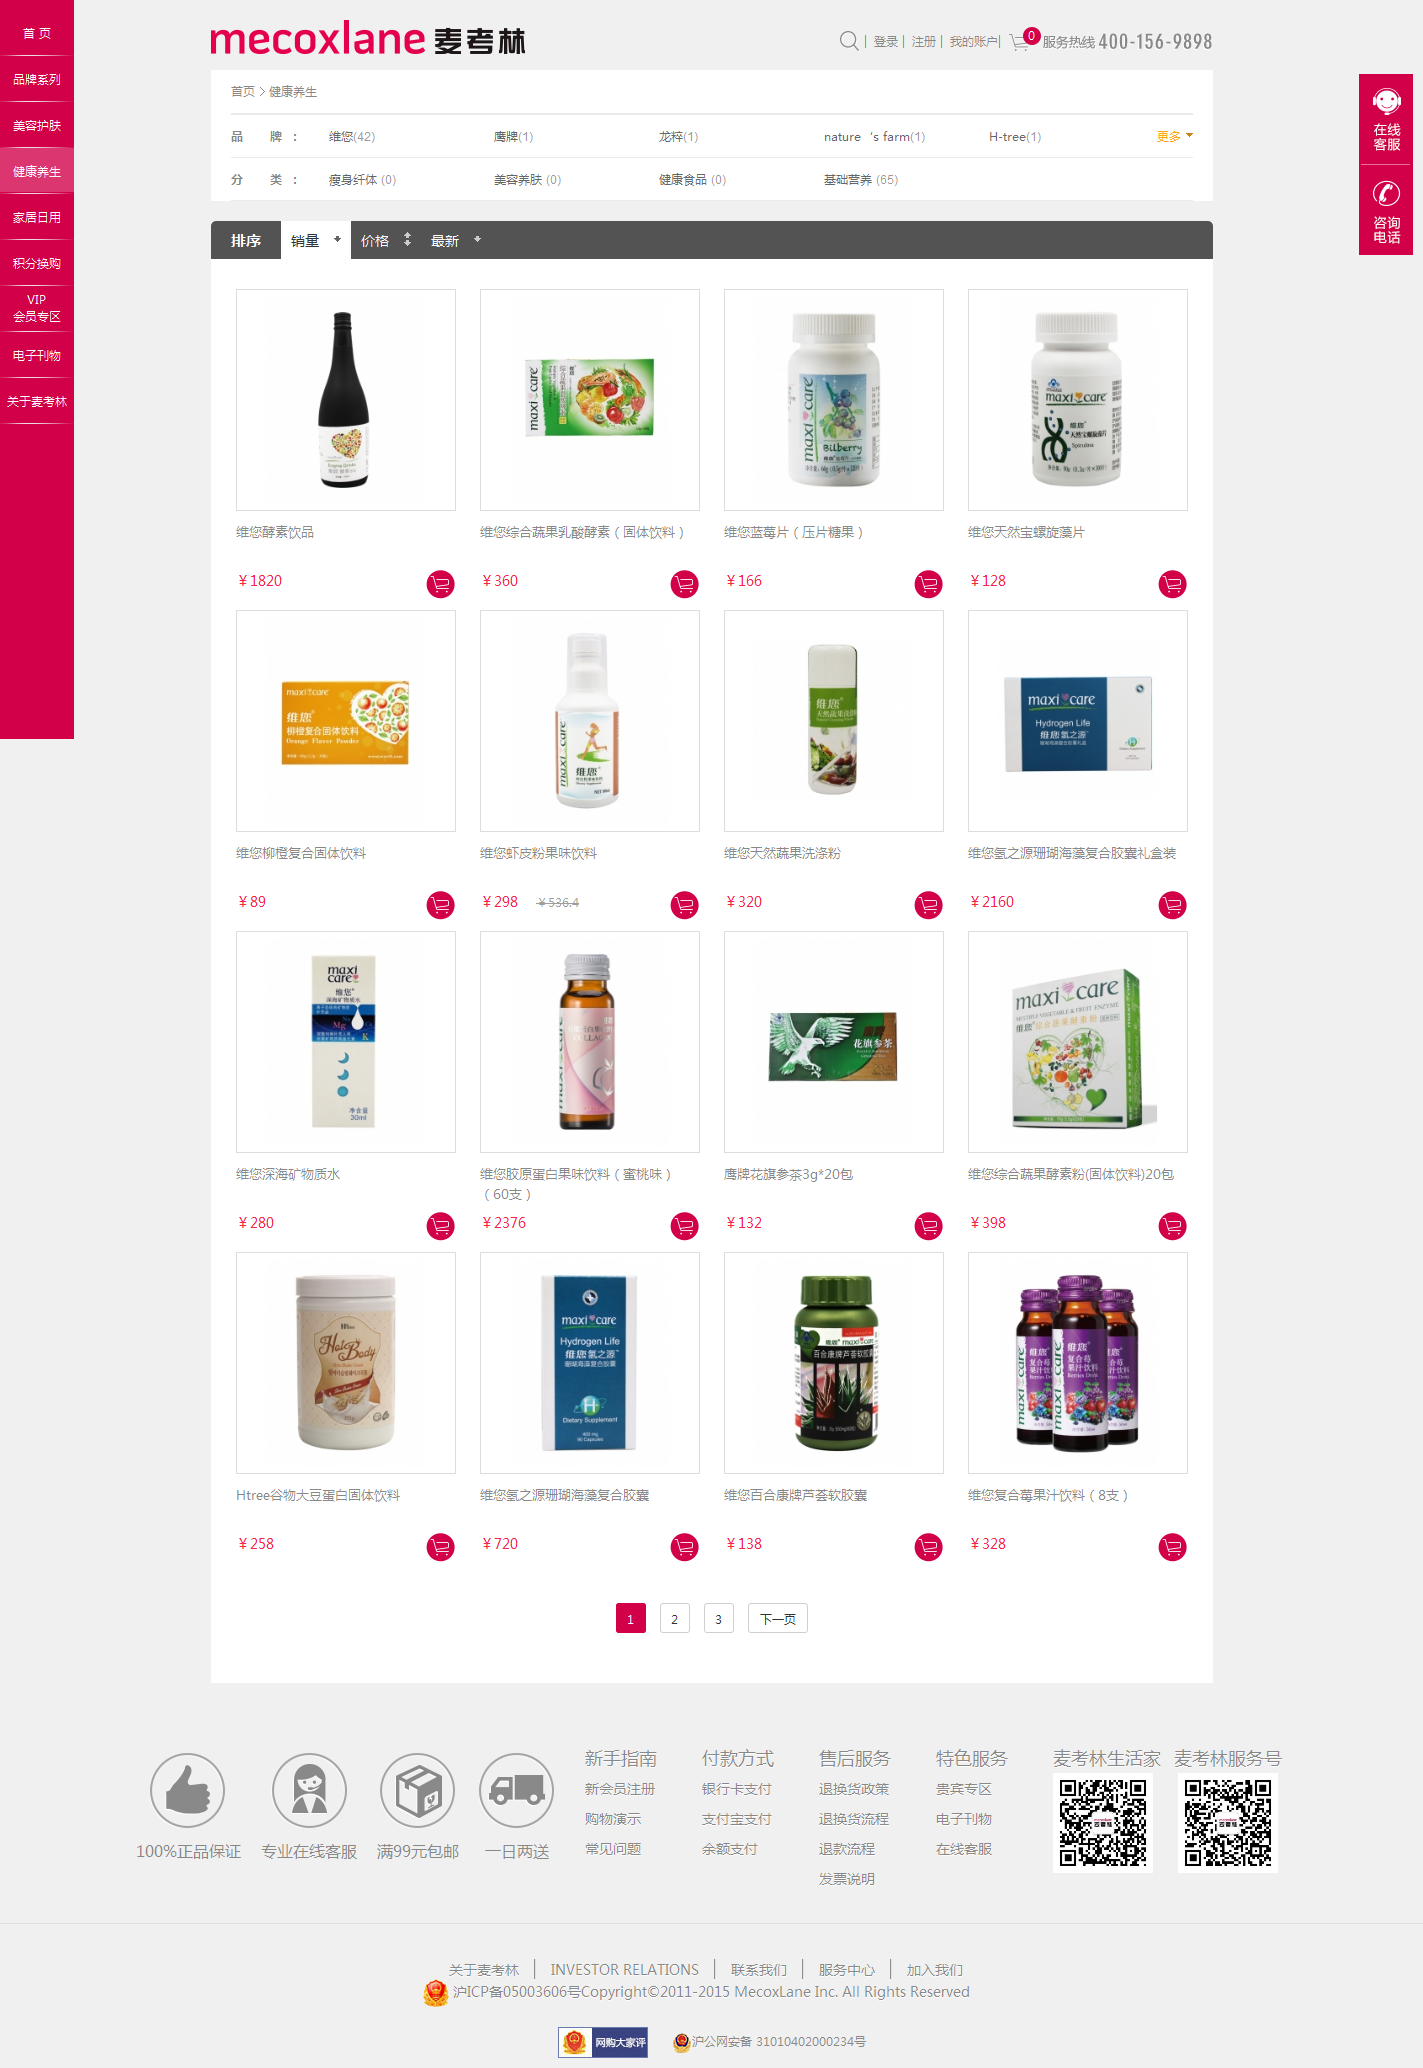 首 页
品牌系列
美容护肤
健康养生
家居日用
积分换购
VIP
会员专区
电子刊物
关于麦考林
mecoxlane 麦考林
| 登录 | 注册 | 我的账户| 0 服务热线 400-156-9898
在线
客服
咨询
电话
首页 > 健康养生
品 牌 ： 维您(42) 鹰牌(1) 龙梓(1) nature‘s farm(1) H-tree(1) 更多
分 类 ： 瘦身纤体 (0) 美容养肤 (0) 健康食品 (0) 基础营养 (65)
排序 销量 价格 最新
维您酵素饮品 维您综合蔬果乳酸酵素（固体饮料） 维您蓝莓片（压片糖果） 维您天然宝螺旋藻片
￥1820 ￥360 ￥166 ￥128
维您柳橙复合固体饮料 维您虾皮粉果味饮料 维您天然蔬果洗涤粉 维您氢之源珊瑚海藻复合胶囊礼盒装
￥89 ￥298 ￥536.4 ￥320 ￥2160
维您深海矿物质水 维您胶原蛋白果味饮料（蜜桃味）（60支） 鹰牌花旗参茶3g*20包 维您综合蔬果酵素粉(固体饮料)20包
￥280 ￥2376 ￥132 ￥398
Htree谷物大豆蛋白固体饮料 维您氢之源珊瑚海藻复合胶囊 维您百合康牌芦荟软胶囊 维您复合莓果汁饮料（8支）
￥258 ￥720 ￥138 ￥328
1 2 3 下一页
100%正品保证 专业在线客服 满99元包邮 一日两送
新手指南
新会员注册
购物演示
常见问题
付款方式
银行卡支付
支付宝支付
余额支付
售后服务
退换货政策
退换货流程
退款流程
发票说明
特色服务
贵宾专区
电子刊物
在线客服
麦考林生活家 麦考林服务号
关于麦考林 | INVESTOR RELATIONS | 联系我们 | 服务中心 | 加入我们
沪ICP备05003606号Copyright©2011-2015 MecoxLane Inc. All Rights Reserved
网购大家评 沪公网安备 31010402000234号